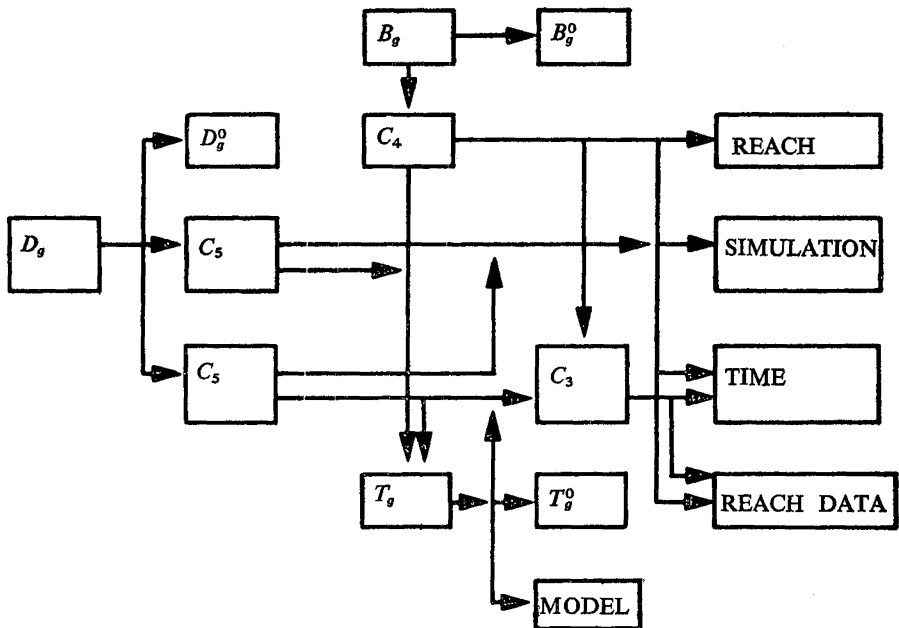 B_g
B_g^0
D_g^0
C_4
REACH
D_g
C_5
SIMULATION
C_5
C_3
TIME
T_g
T_g^0
REACH DATA
MODEL